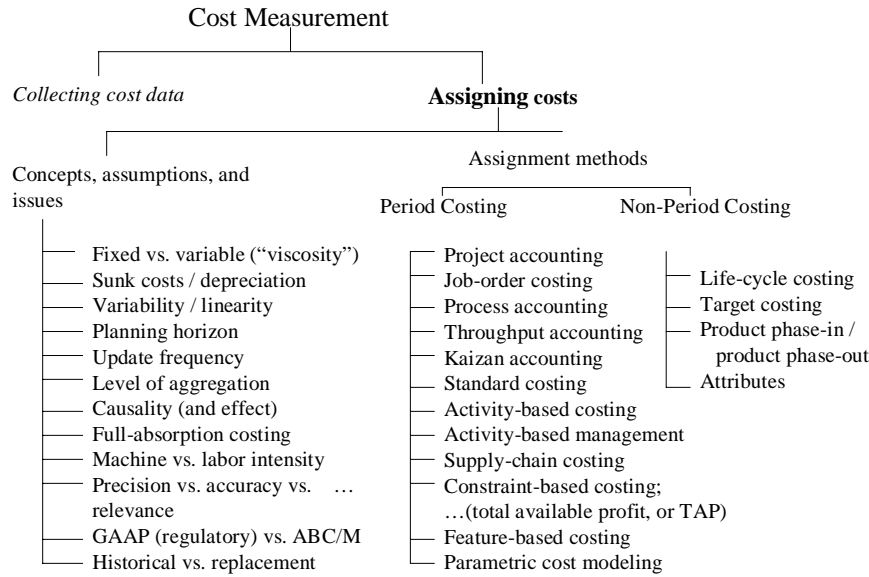 Cost Measurement
Collecting cost data
Assigning costs
Concepts, assumptions, and
issues
Fixed vs. variable (“viscosity”)
Sunk costs / depreciation
Variability / linearity
Planning horizon
Update frequency
Level of aggregation
Causality (and effect)
Full-absorption costing
Machine vs. labor intensity
Precision vs. accuracy vs. …
relevance
GAAP (regulatory) vs. ABC/M
Historical vs. replacement
Assignment methods
Period Costing
Project accounting
Job-order costing
Process accounting
Throughput accounting
Kaizan accounting
Standard costing
Activity-based costing
Activity-based management
Supply-chain costing
Constraint-based costing;
…(total available profit, or TAP)
Feature-based costing
Parametric cost modeling
Non-Period Costing
Life-cycle costing
Target costing
Product phase-in /
product phase-out
Attributes